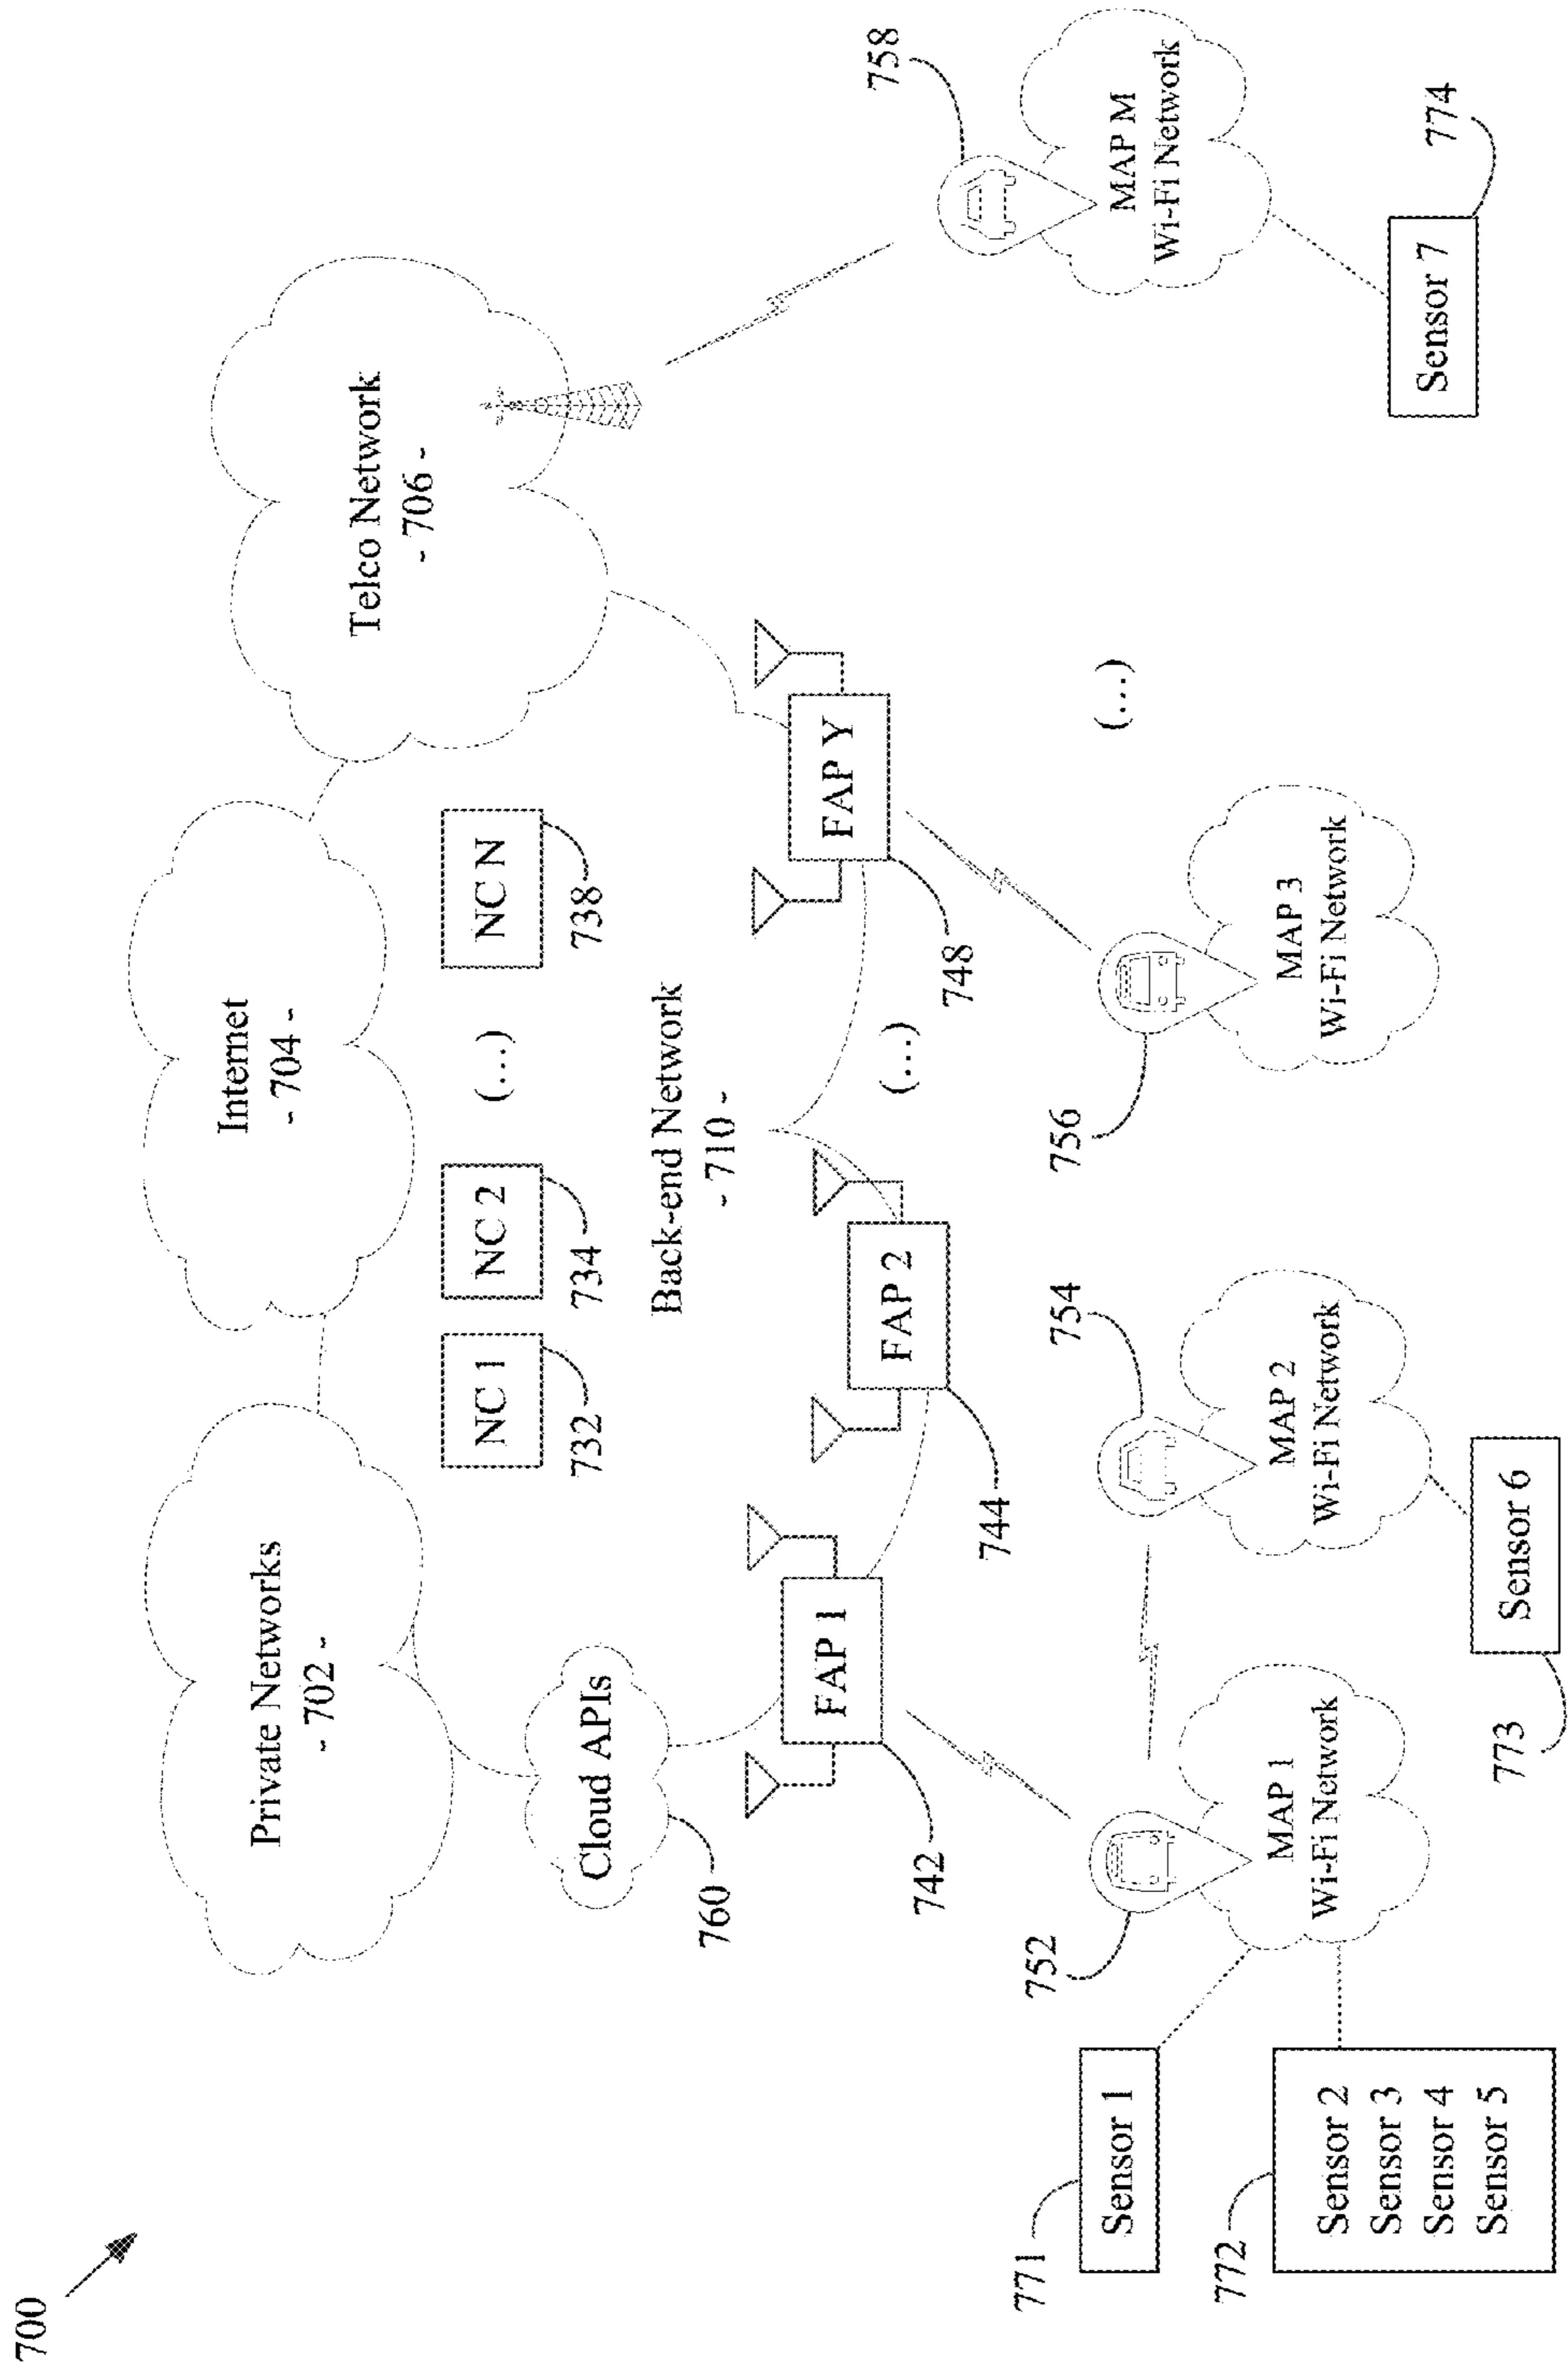 700
Private Networks
- 702 -
Internet
- 704 -
Telco Network
- 706 -
Cloud APIs
760
NC 1
732
NC 2
734
(...)
NC N
738
Back-end Network
- 710 -
FAP 1
742
FAP 2
744
(...)
FAP Y
748
752
MAP 1
Wi-Fi Network
754
MAP 2
Wi-Fi Network
756
MAP 3
Wi-Fi Network
(...)
758
MAP M
Wi-Fi Network
771
Sensor 1
772
Sensor 2
Sensor 3
Sensor 4
Sensor 5
773
Sensor 6
Sensor 7
774